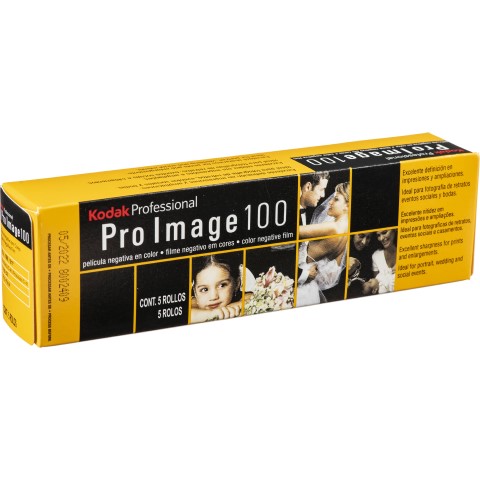 Kodak Professional
Pro Image 100
película negativa en color • filme negativo em cores • color negative film
CONT. 5 ROLLOS
5 ROLOS
Excelente definición en
impresiones y ampliaciones.
Ideal para fotografía de retratos
eventos sociales y bodas.
Excelente nitidez em
impressões e ampliações.
Ideal para fotografias de retratos,
eventos sociais e casamentos.
Excellent sharpness for prints
and enlargements.
Ideal for portrait, wedding and
social events.
Kodak Professional
Pro Image 100
05/2022 8062409